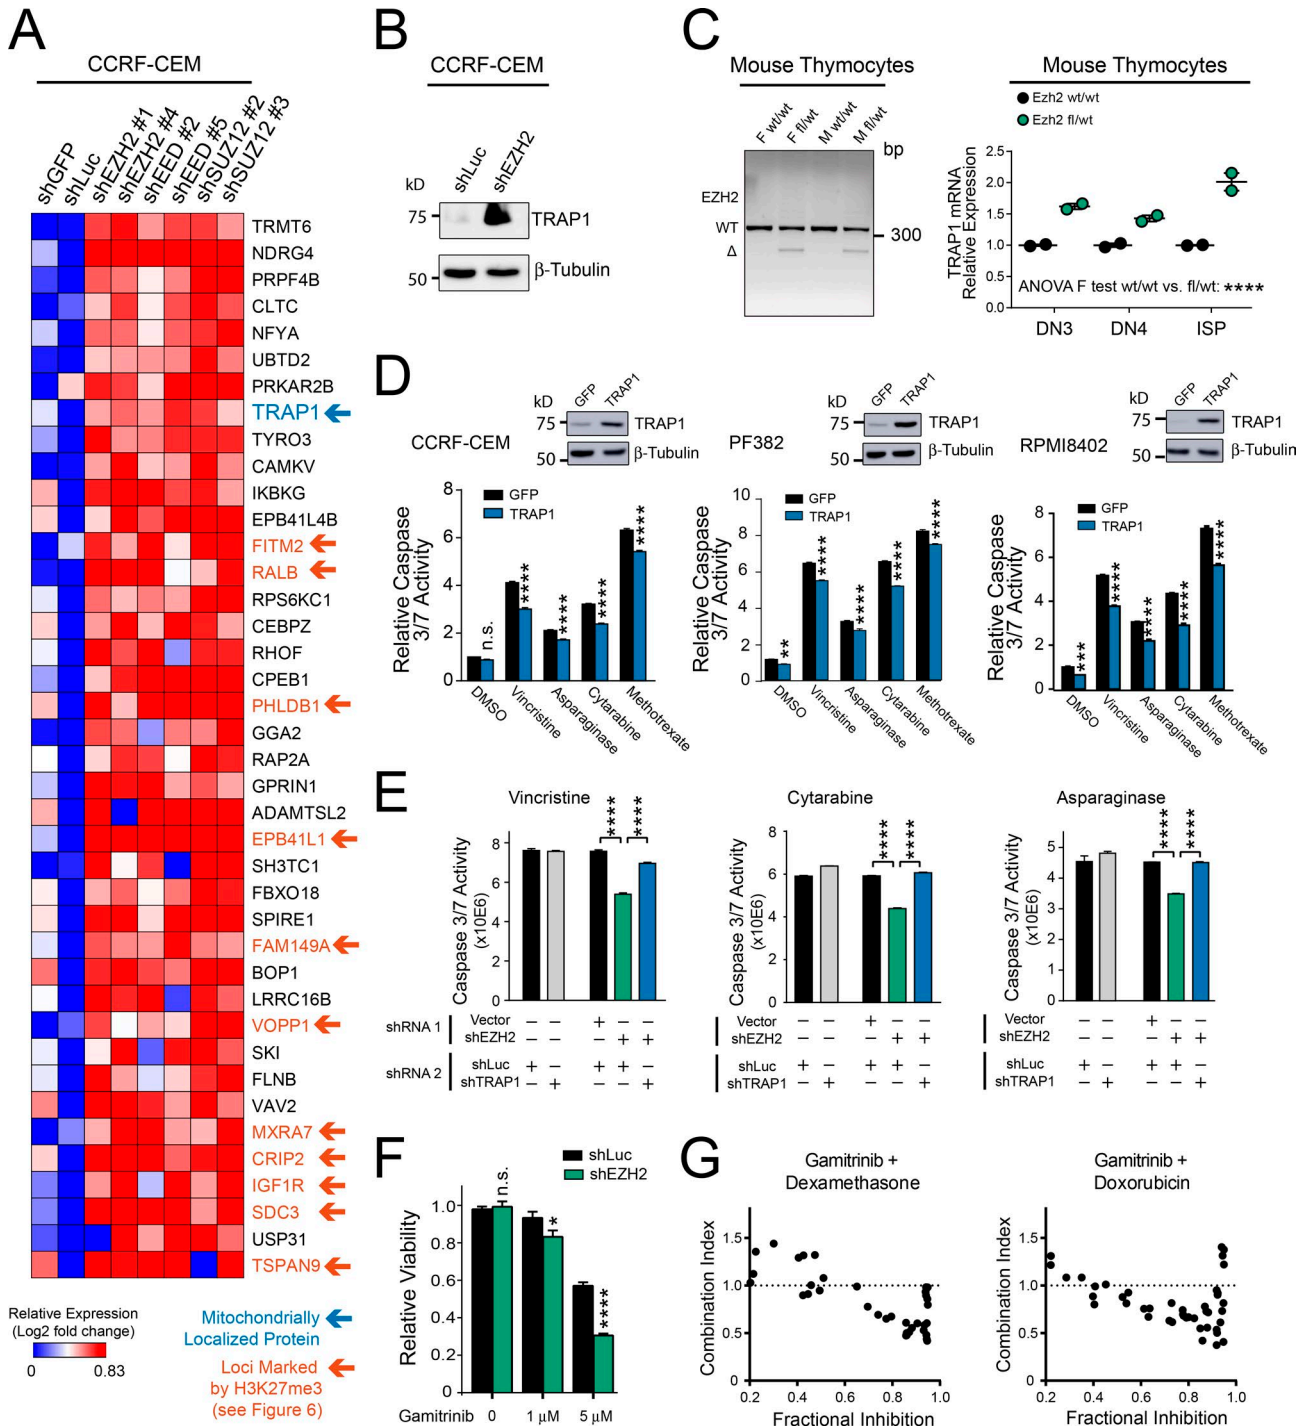 A
CCRF-CEM
shGFP
shLuc
shEZH2 #1
shEZH2 #4
shEED #2
shEED #5
shSUZ12 #2
shSUZ12 #3
TRMT6
NDRG4
PRPF4B
CLTC
NFYA
UBTD2
PRKAR2B
TRAP1
TYRO3
CAMKV
IKBKG
EPB41L4B
FITM2
RALB
RPS6KC1
CEBPZ
RHOF
CPEB1
PHLDB1
GGA2
RAP2A
GPRIN1
ADAMTSL2
EPB41L1
SH3TC1
FBXO18
SPIRE1
FAM149A
BOP1
LRRC16B
VOPP1
SKI
FLNB
VAV2
MXRA7
CRIP2
IGF1R
SDC3
USP31
TSPAN9
Relative Expression
(Log2 fold change)
0 0.83
Mitochondrially
Localized Protein
Loci Marked
by H3K27me3
(see Figure 6)
B
CCRF-CEM
shLuc
shEZH2
kD
75
TRAP1
50
β-Tubulin
C
Mouse Thymocytes
F wt/wt
F fl/wt
M wt/wt
M fl/wt
bp
EZH2
WT
300
Δ
Mouse Thymocytes
Ezh2 wt/wt
Ezh2 fl/wt
TRAP1 mRNA
Relative Expression
2.5
2.0
1.5
1.0
0.5
0.0
ANOVA F test wt/wt vs. fl/wt: ****
DN3 DN4 ISP
D
CCRF-CEM
kD
GFP
TRAP1
75
TRAP1
50
β-Tubulin
GFP
TRAP1
Relative Caspase
3/7 Activity
8
6
4
2
0
n.s.
****
****
****
****
DMSO
Vincristine
Asparaginase
Cytarabine
Methotrexate
PF382
kD
GFP
TRAP1
75
TRAP1
50
β-Tubulin
GFP
TRAP1
Relative Caspase
3/7 Activity
10
8
6
4
2
0
**
****
****
****
****
DMSO
Vincristine
Asparaginase
Cytarabine
Methotrexate
RPMI8402
kD
GFP
TRAP1
75
TRAP1
50
β-Tubulin
GFP
TRAP1
Relative Caspase
3/7 Activity
8
6
4
2
0
***
****
****
****
****
DMSO
Vincristine
Asparaginase
Cytarabine
Methotrexate
E
Vincristine
Caspase 3/7 Activity
(x10E6)
8
6
4
2
0
****
****
shRNA 1
Vector − − + − −
shEZH2 − − − + +
shRNA 2
shLuc + − + + −
shTRAP1 − + − − +
Cytarabine
Caspase 3/7 Activity
(x10E6)
8
6
4
2
0
****
****
Vector − − + − −
shEZH2 − − − + +
shLuc + − + + −
shTRAP1 − + − − +
Asparaginase
Caspase 3/7 Activity
(x10E6)
5
4
3
2
1
0
****
****
Vector − − + − −
shEZH2 − − − + +
shLuc + − + + −
shTRAP1 − + − − +
F
shLuc
shEZH2
Relative Viability
1.0
0.8
0.6
0.4
0.2
0
n.s.
*
****
Gamitrinib 0 1 μM 5 μM
G
Gamitrinib +
Dexamethasone
Combination Index
1.5
1.0
0.5
0
0.2 0.4 0.6 0.8 1.0
Fractional Inhibition
Gamitrinib +
Doxorubicin
Combination Index
1.5
1.0
0.5
0
0.2 0.4 0.6 0.8 1.0
Fractional Inhibition